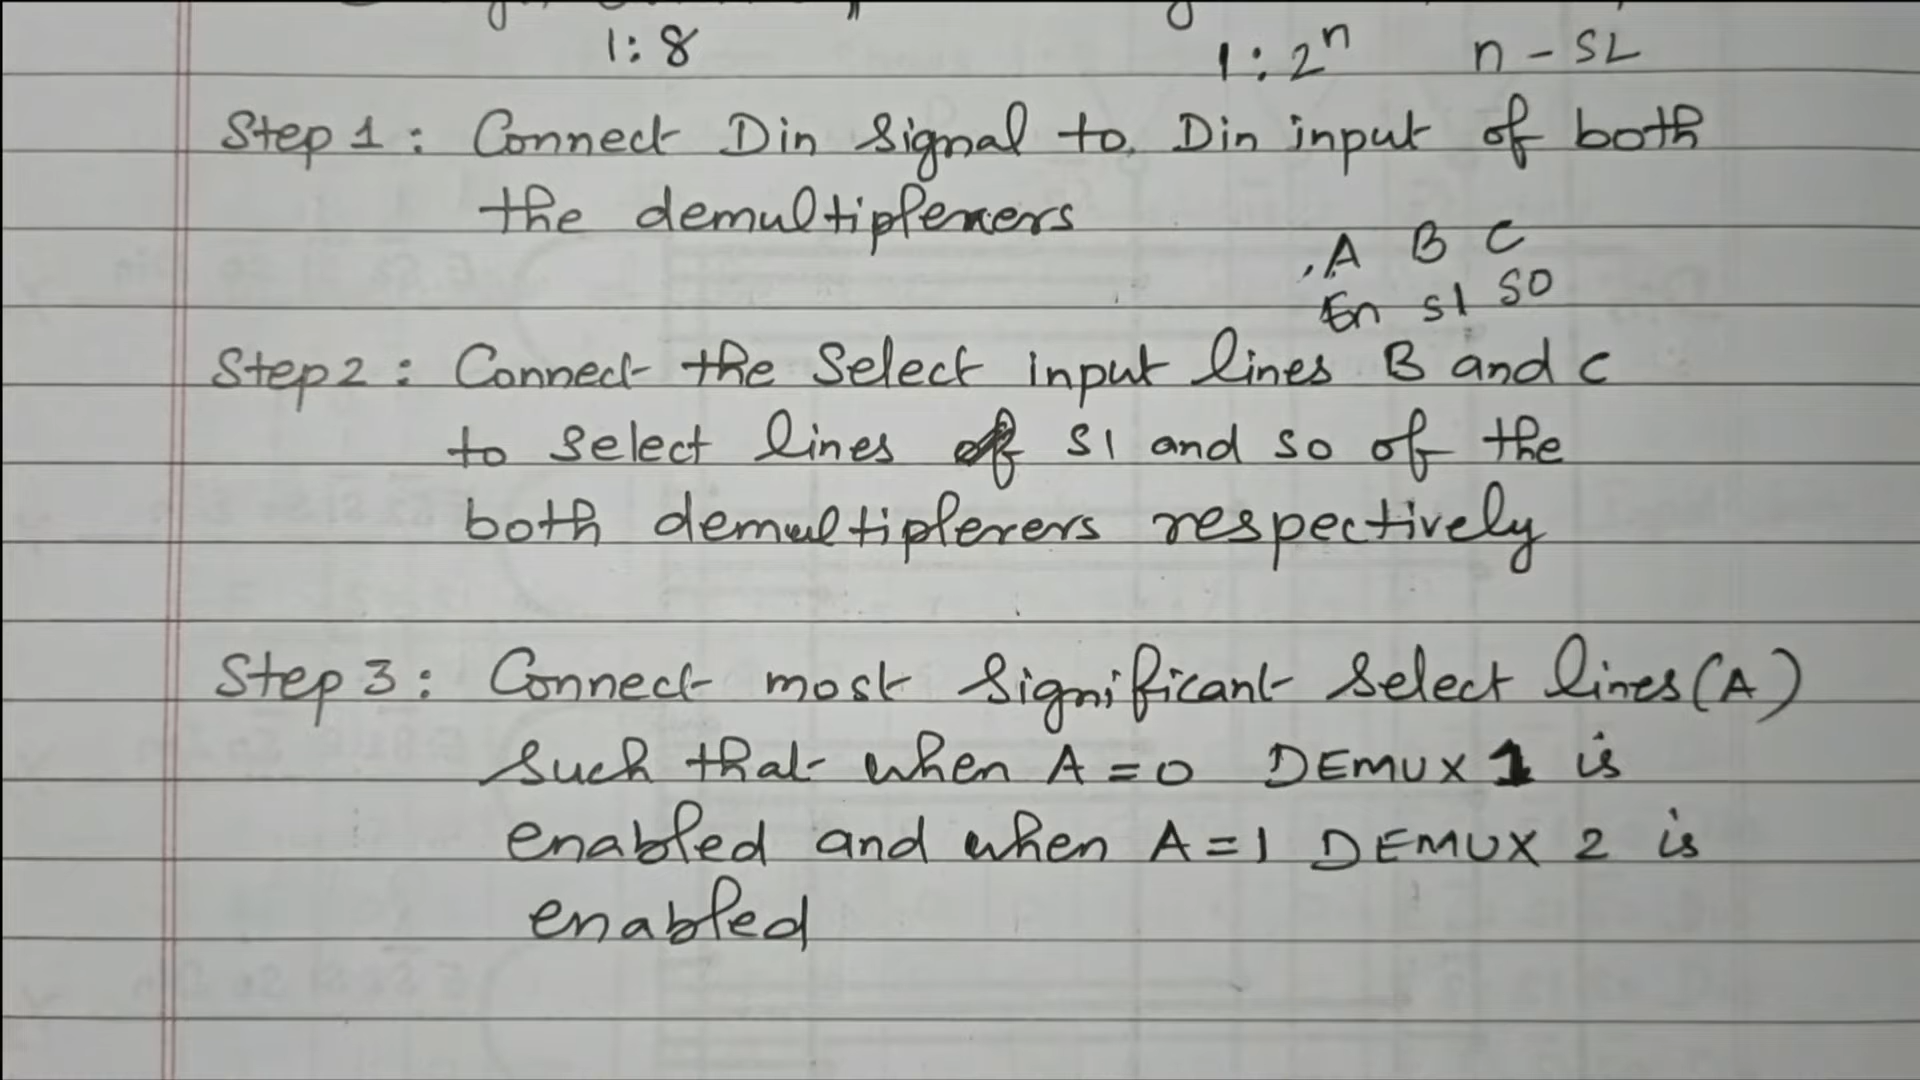 1:8 1:2ⁿ n - SL
Step 1: Connect Din Signal to Din input of both
the demultiplexers
A B C
En S1 S0
Step 2: Connect the Select input lines B and C
to select lines of S1 and S0 of the
both demultiplexers respectively
Step 3: Connect most Significant Select lines (A)
Such that when A = 0 DEMUX 1 is
enabled and when A = 1 DEMUX 2 is
enabled